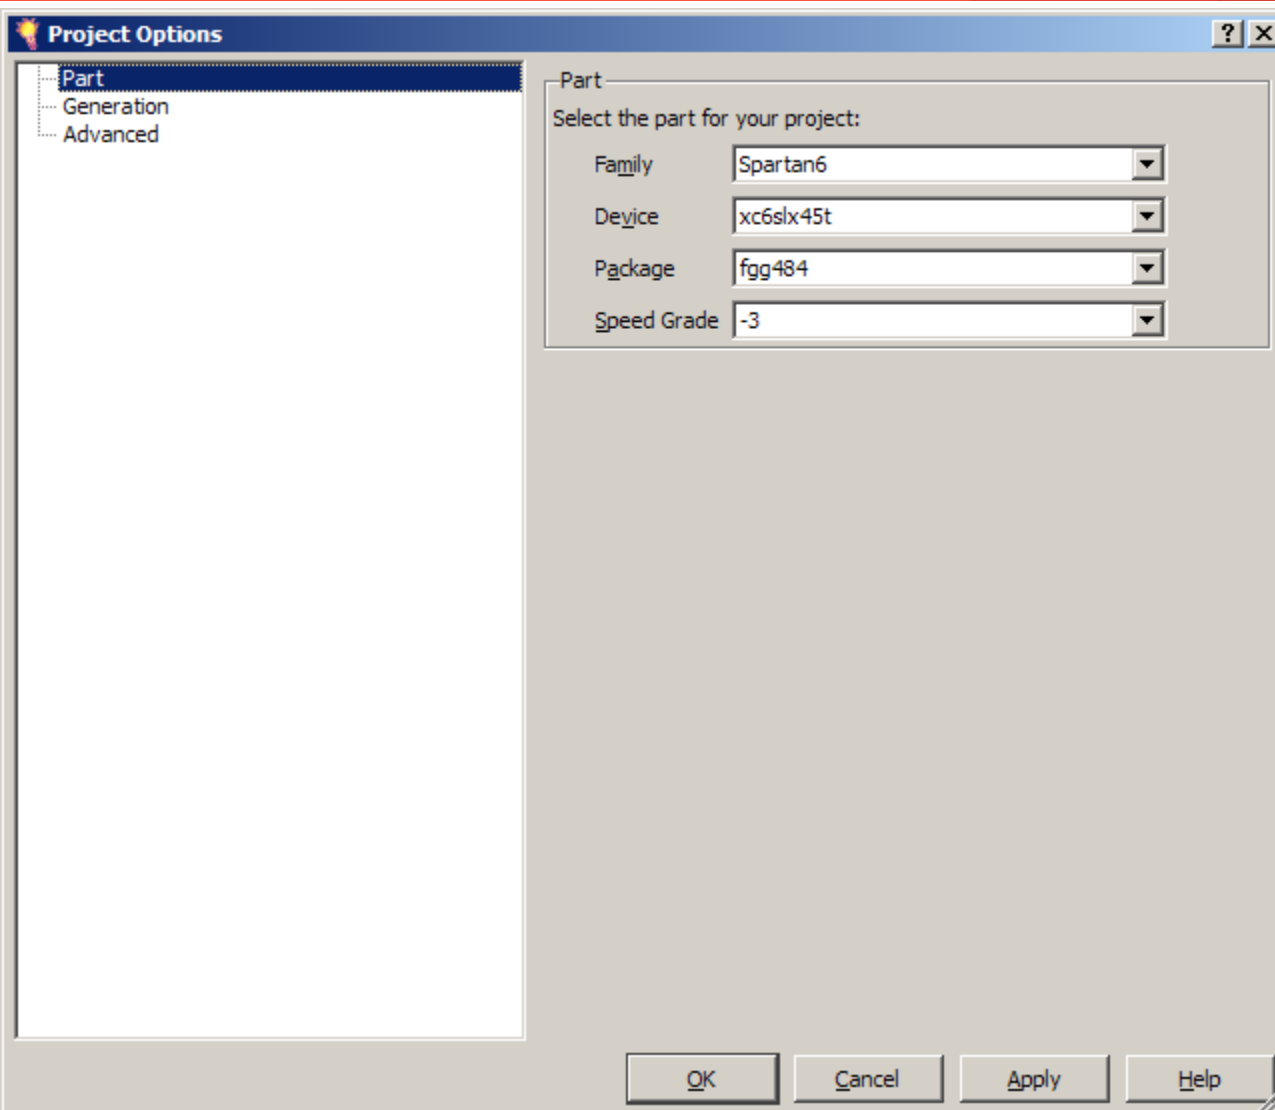 Project Options
Part
Generation
Advanced
Part
Select the part for your project:
Family Spartan6
Device xc6slx45t
Package fgg484
Speed Grade -3
OK Cancel Apply Help